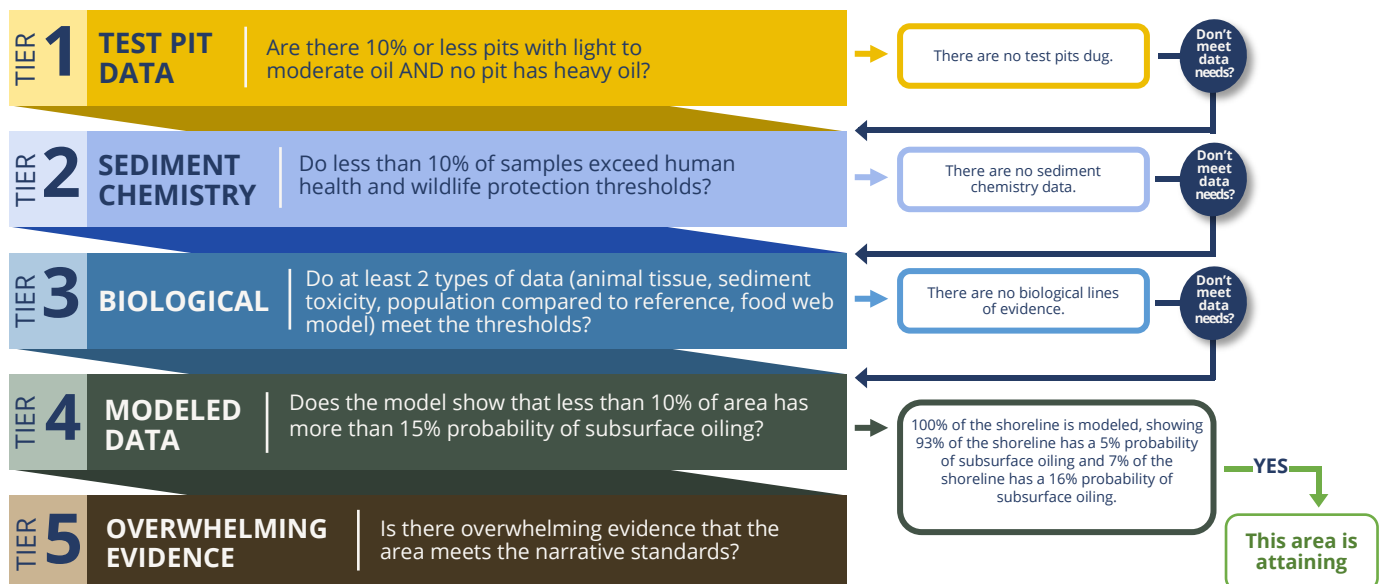 TIER 1
TEST PIT
DATA
Are there 10% or less pits with light to
moderate oil AND no pit has heavy oil?
There are no test pits dug.
Don't
meet
data
needs?
TIER 2
SEDIMENT
CHEMISTRY
Do less than 10% of samples exceed human
health and wildlife protection thresholds?
There are no sediment
chemistry data.
Don't
meet
data
needs?
TIER 3
BIOLOGICAL
Do at least 2 types of data (animal tissue, sediment
toxicity, population compared to reference, food web
model) meet the thresholds?
There are no biological lines
of evidence.
Don't
meet
data
needs?
TIER 4
MODELED
DATA
Does the model show that less than 10% of area has
more than 15% probability of subsurface oiling?
100% of the shoreline is modeled, showing
93% of the shoreline has a 5% probability
of subsurface oiling and 7% of the
shoreline has a 16% probability of
subsurface oiling.
YES
This area is
attaining
TIER 5
OVERWHELMING
EVIDENCE
Is there overwhelming evidence that the
area meets the narrative standards?